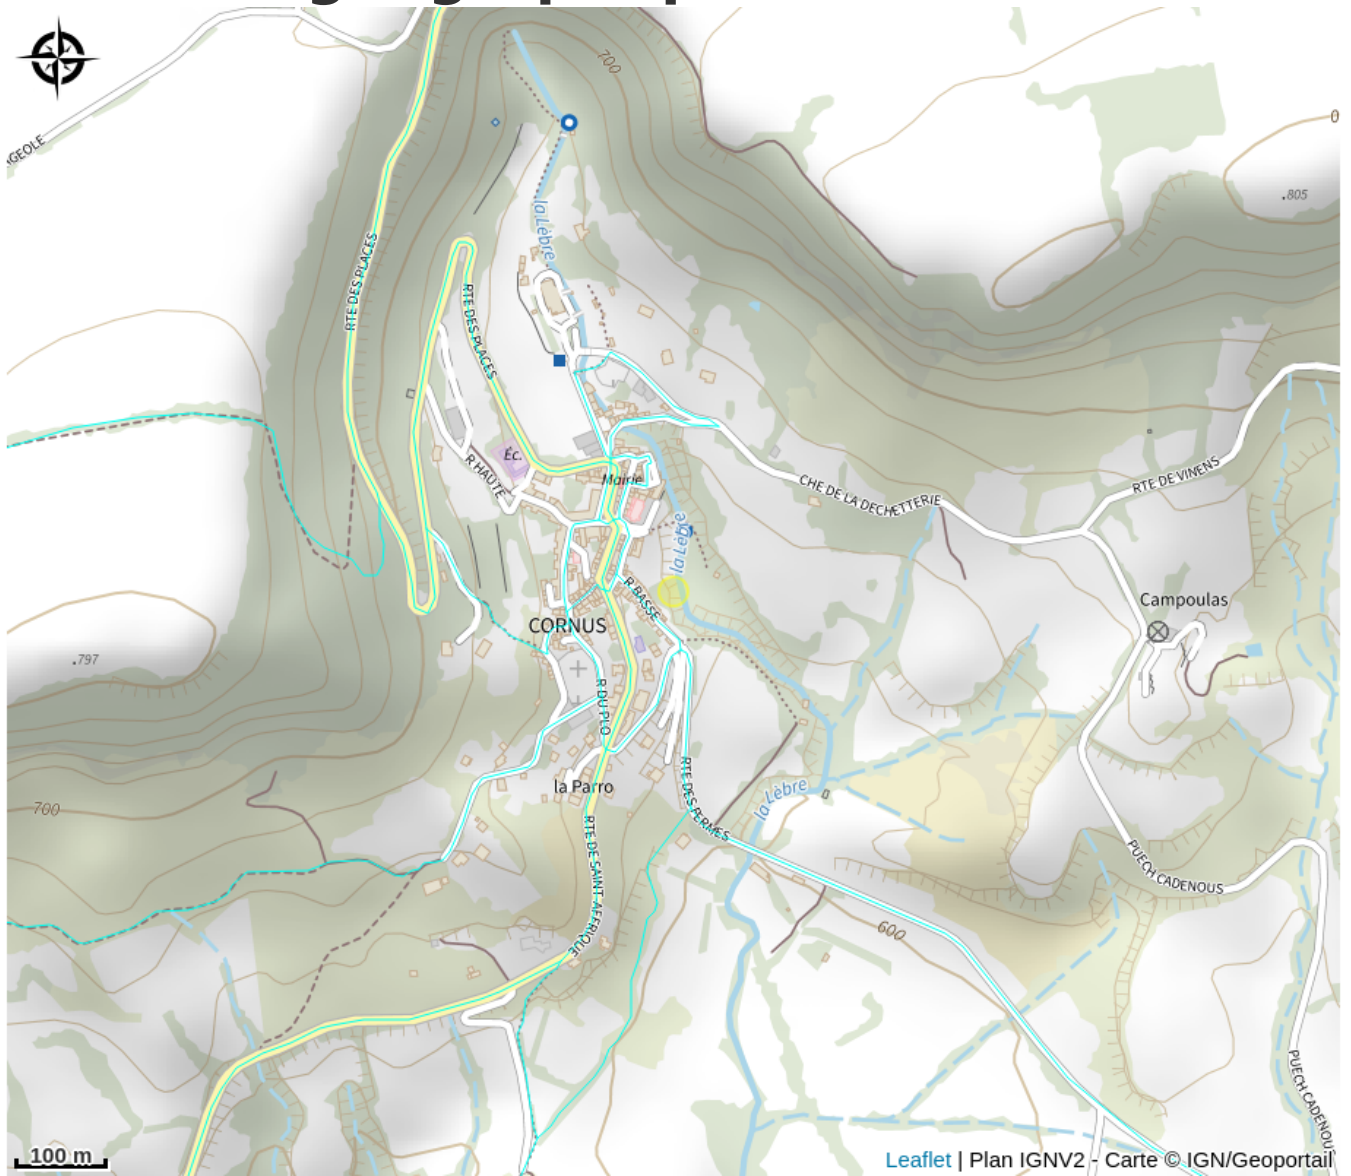 700
GEOLE
0
.805
la Lèbre
RTE DES PLACES
RTE DES PLACES
Éc.
R HAUTE
Mairie
CHE DE LA DECHETTERIE
RTE DE VINENS
la Lèbre
R BASSE
Campoulas
CORNUS
.797
R DU PLO
la Parro
RTE DES FERMES
la Lèbre
700
RTE DE SAINT-AFFRIQUE
PUECH CADENOUS
600
PUECH CADENOU
100 m
Leaflet | Plan IGNV2 - Carte © IGN/Geoportail